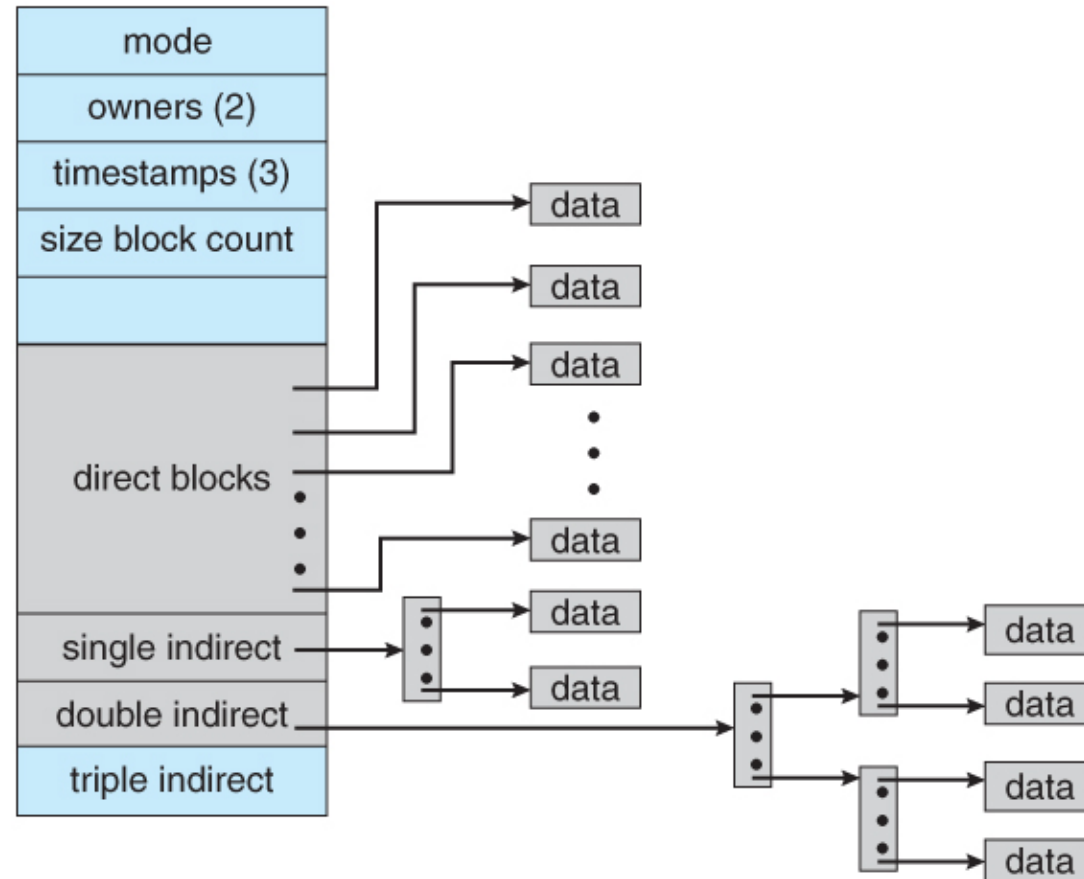 mode
owners (2)
timestamps (3)
size block count
data
data
data
direct blocks
data
single indirect
data
data
double indirect
data
data
triple indirect
data
data